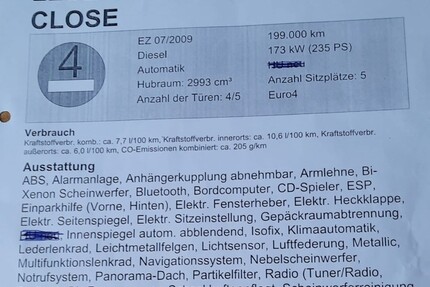 CLOSE
4
EZ 07/2009
199.000 km
Diesel
173 kW (235 PS)
Automatik
Hubraum: 2993 cm³
Anzahl Sitzplätze: 5
Anzahl der Türen: 4/5
Euro4
Verbrauch
Kraftstoffverbr. komb.: ca. 7,7 l/100 km, Kraftstoffverbr. innerorts: ca. 10,6 l/100 km, Kraftstoffverbr.
außerorts: ca. 6,0 l/100 km, CO-Emissionen kombiniert: ca. 205 g/km
Ausstattung
ABS, Alarmanlage, Anhängerkupplung abnehmbar, Armlehne, Bi-
Xenon Scheinwerfer, Bluetooth, Bordcomputer, CD-Spieler, ESP,
Einparkhilfe (Vorne, Hinten), Elektr. Fensterheber, Elektr. Heckklappe,
Elektr. Seitenspiegel, Elektr. Sitzeinstellung, Gepäckraumabtrennung,
Innenspiegel autom. abblendend, Isofix, Klimaautomatik,
Lederlenkrad, Leichtmetallfelgen, Lichtsensor, Luftfederung, Metallic,
Multifunktionslenkrad, Navigationssystem, Nebelscheinwerfer,
Notrufsystem, Panorama-Dach, Partikelfilter, Radio (Tuner/Radio,